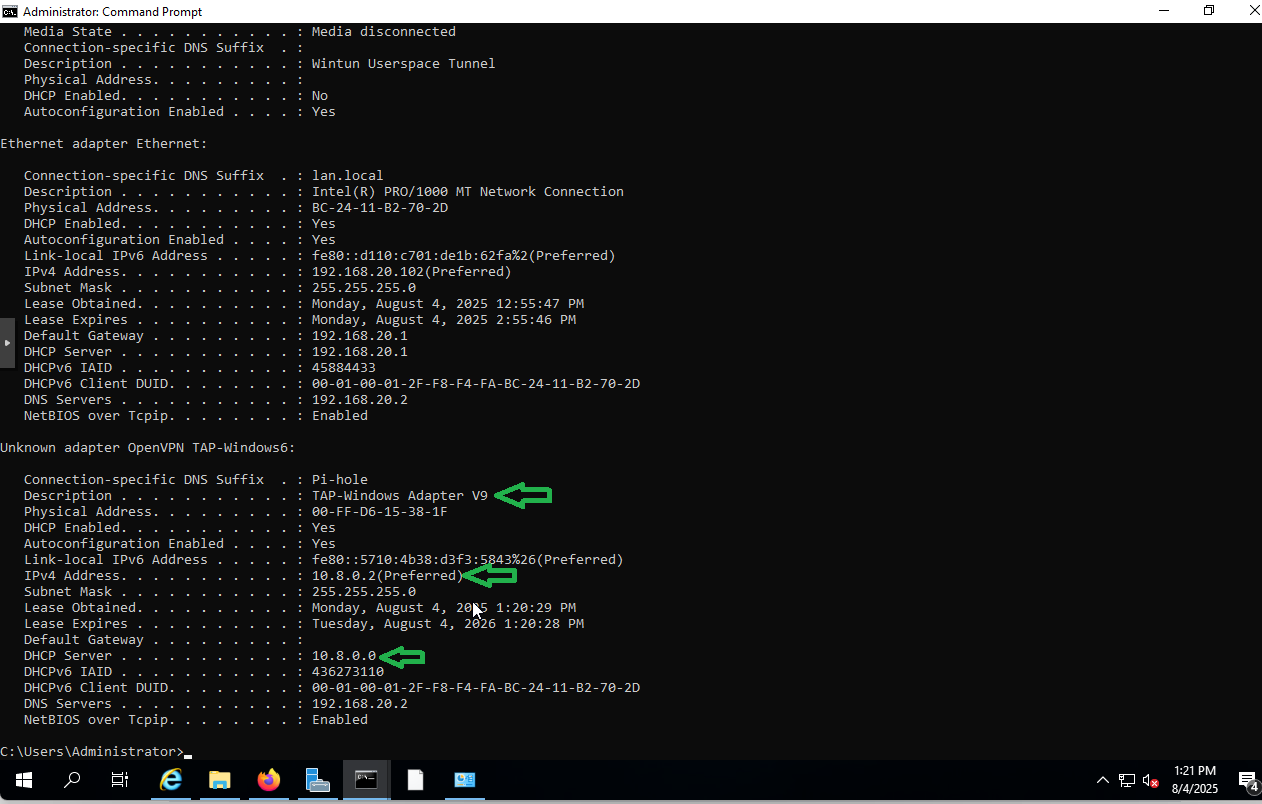 Administrator: Command Prompt
Media State . . . . . . . . . . . : Media disconnected
Connection-specific DNS Suffix  . :
Description . . . . . . . . . . . : Wintun Userspace Tunnel
Physical Address. . . . . . . . . :
DHCP Enabled. . . . . . . . . . . : No
Autoconfiguration Enabled . . . . : Yes
Ethernet adapter Ethernet:
Connection-specific DNS Suffix  . : lan.local
Description . . . . . . . . . . . : Intel(R) PRO/1000 MT Network Connection
Physical Address. . . . . . . . . : BC-24-11-B2-70-2D
DHCP Enabled. . . . . . . . . . . : Yes
Autoconfiguration Enabled . . . . : Yes
Link-local IPv6 Address . . . . . : fe80::d110:c701:de1b:62fa%2(Preferred)
IPv4 Address. . . . . . . . . . . : 192.168.20.102(Preferred)
Subnet Mask . . . . . . . . . . . : 255.255.255.0
Lease Obtained. . . . . . . . . . : Monday, August 4, 2025 12:55:47 PM
Lease Expires . . . . . . . . . . : Monday, August 4, 2025 2:55:46 PM
Default Gateway . . . . . . . . . : 192.168.20.1
DHCP Server . . . . . . . . . . . : 192.168.20.1
DHCPv6 IAID . . . . . . . . . . . : 45884433
DHCPv6 Client DUID. . . . . . . . : 00-01-00-01-2F-F8-F4-FA-BC-24-11-B2-70-2D
DNS Servers . . . . . . . . . . . : 192.168.20.2
NetBIOS over Tcpip. . . . . . . . : Enabled
Unknown adapter OpenVPN TAP-Windows6:
Connection-specific DNS Suffix  . : Pi-hole
Description . . . . . . . . . . . : TAP-Windows Adapter V9
Physical Address. . . . . . . . . : 00-FF-D6-15-38-1F
DHCP Enabled. . . . . . . . . . . : Yes
Autoconfiguration Enabled . . . . : Yes
Link-local IPv6 Address . . . . . : fe80::5710:4b38:d3f3:5843%26(Preferred)
IPv4 Address. . . . . . . . . . . : 10.8.0.2(Preferred)
Subnet Mask . . . . . . . . . . . : 255.255.255.0
Lease Obtained. . . . . . . . . . : Monday, August 4, 2025 1:20:29 PM
Lease Expires . . . . . . . . . . : Tuesday, August 4, 2026 1:20:28 PM
Default Gateway . . . . . . . . . :
DHCP Server . . . . . . . . . . . : 10.8.0.0
DHCPv6 IAID . . . . . . . . . . . : 436273110
DHCPv6 Client DUID. . . . . . . . : 00-01-00-01-2F-F8-F4-FA-BC-24-11-B2-70-2D
DNS Servers . . . . . . . . . . . : 192.168.20.2
NetBIOS over Tcpip. . . . . . . . : Enabled
C:\Users\Administrator>
1:21 PM
8/4/2025
4